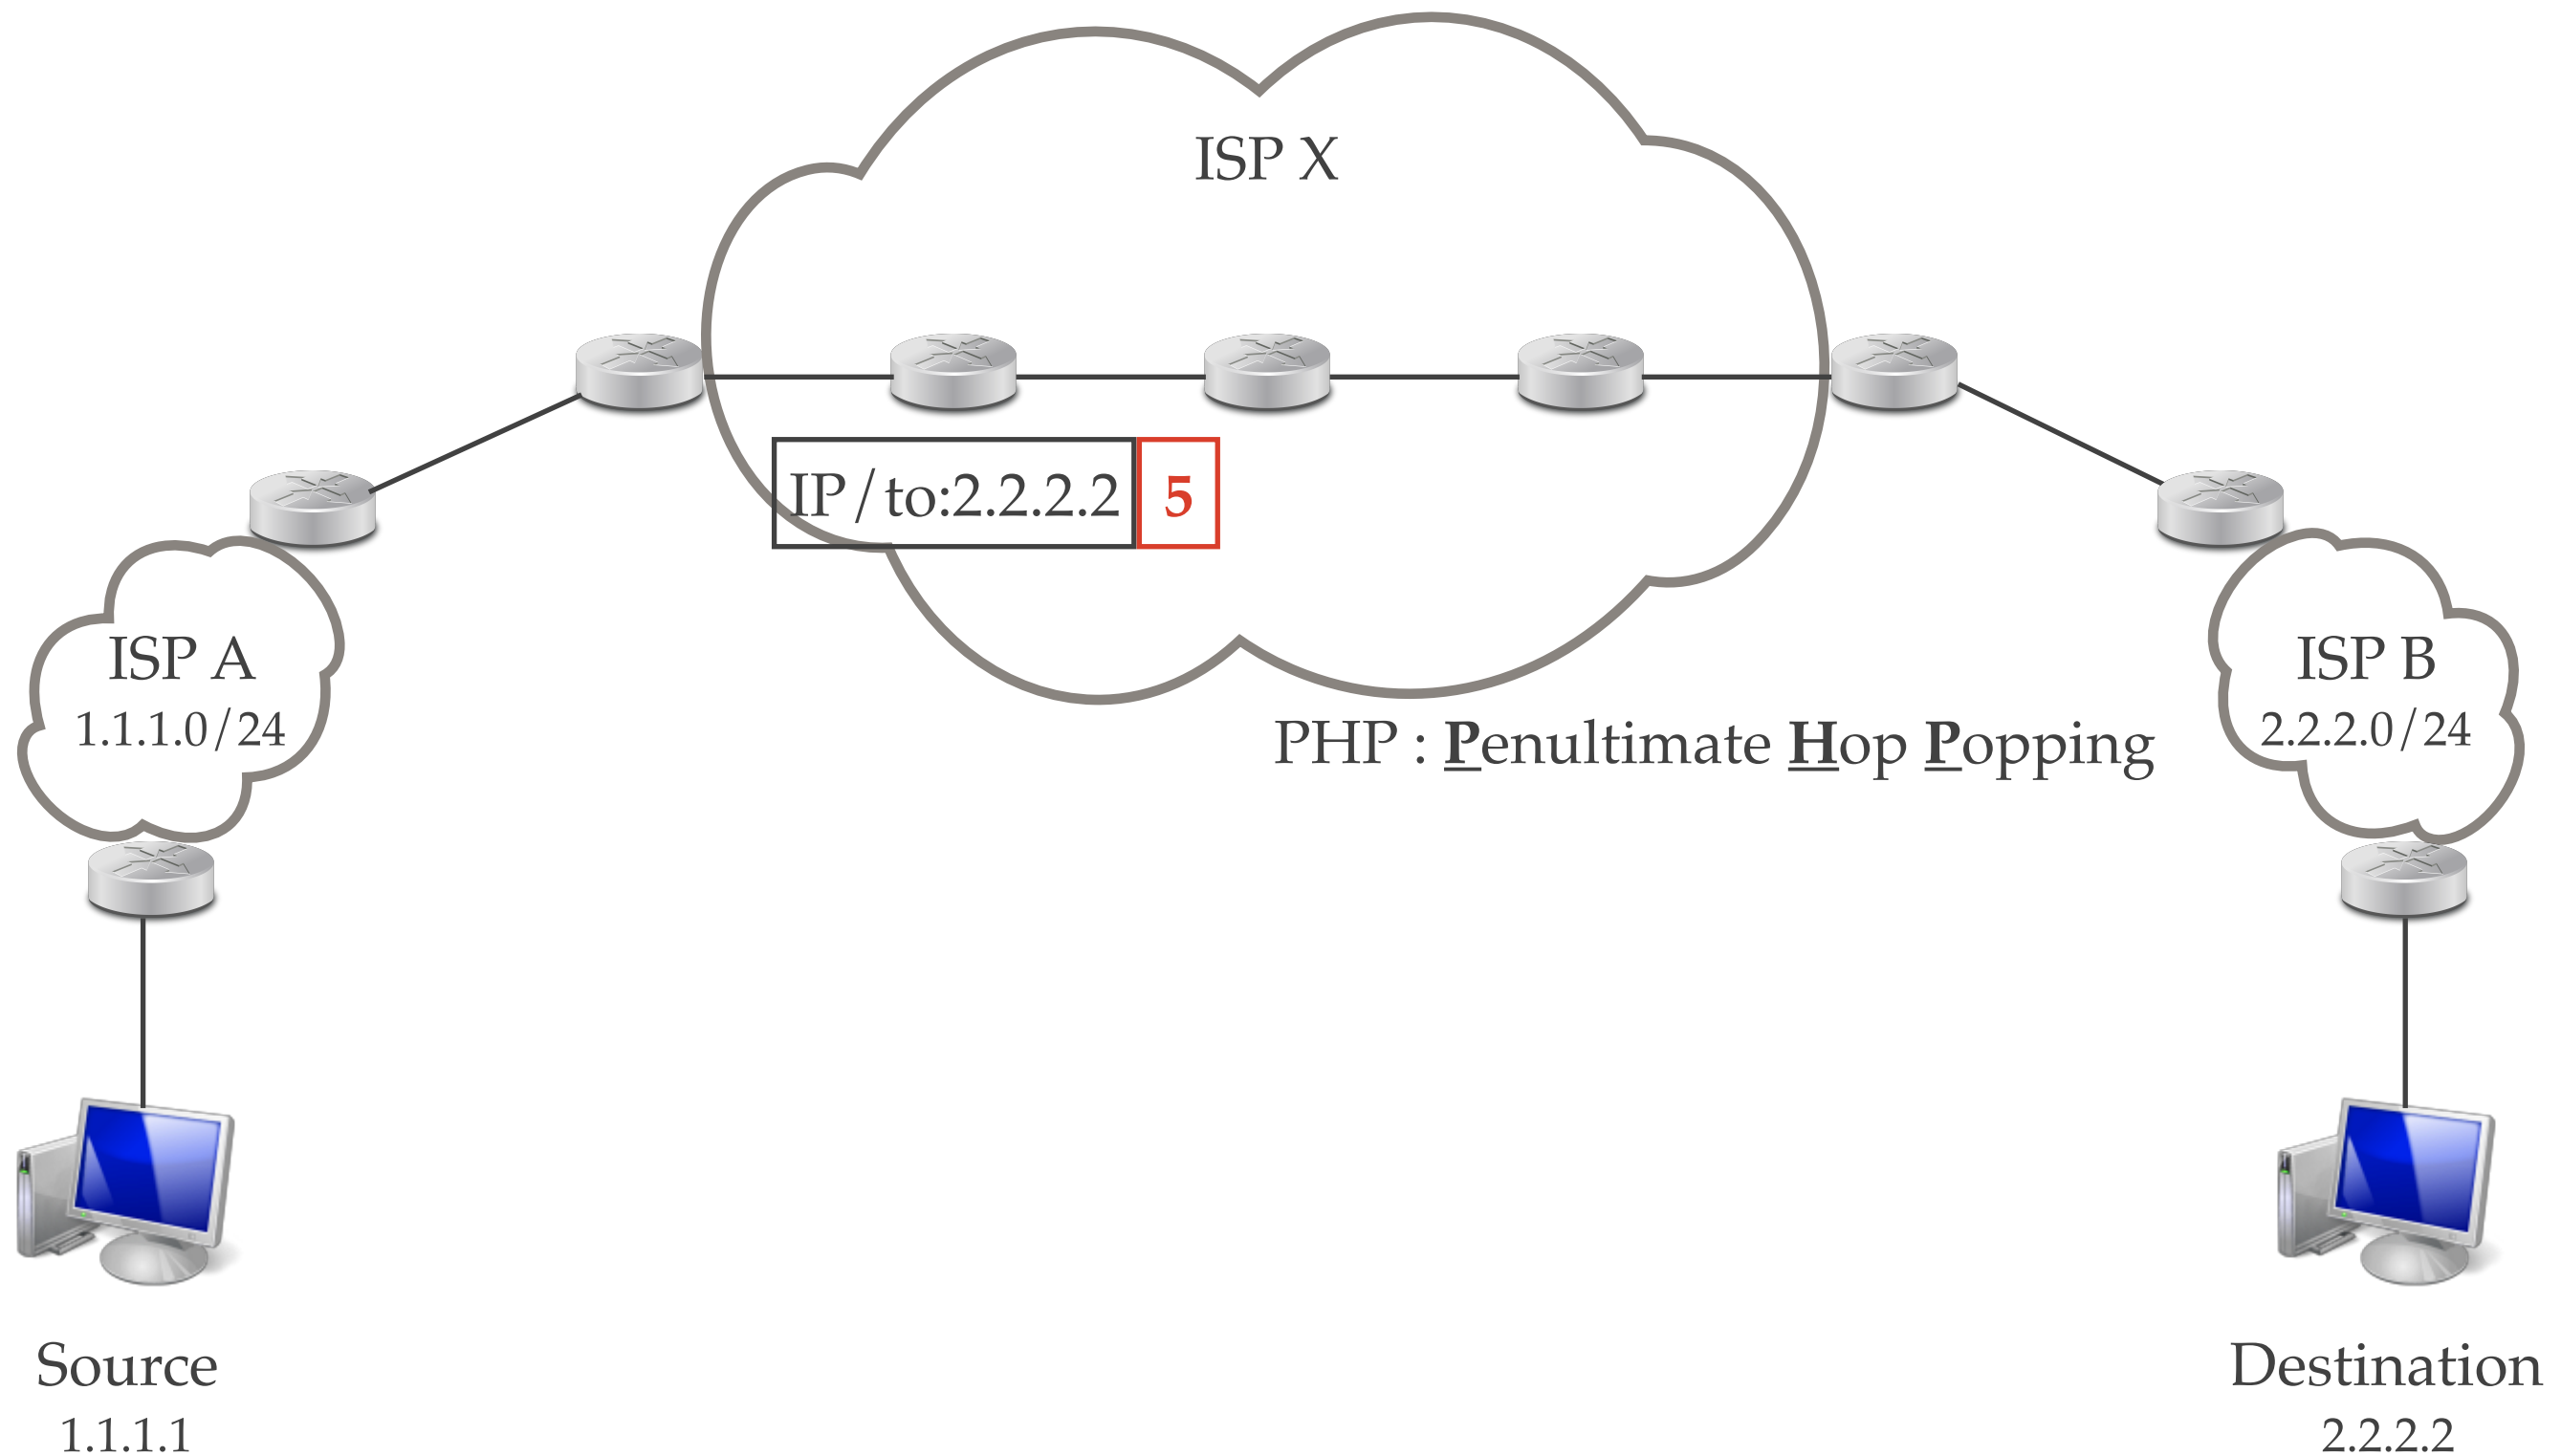 ISP X
IP/to:2.2.2.2 5
ISP A
1.1.1.0/24
ISP B
2.2.2.0/24
PHP : Penultimate Hop Popping
Source
1.1.1.1
Destination
2.2.2.2